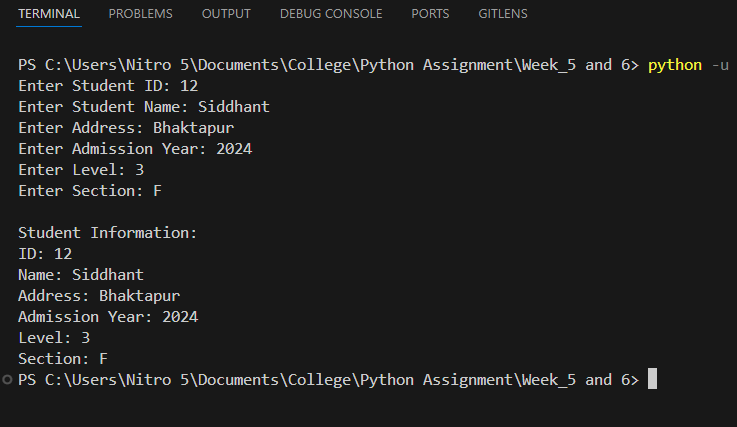 TERMINAL PROBLEMS OUTPUT DEBUG CONSOLE PORTS GITLENS
PS C:\Users\Nitro 5\Documents\College\Python Assignment\Week_5 and 6> python -u
Enter Student ID: 12
Enter Student Name: Siddhant
Enter Address: Bhaktapur
Enter Admission Year: 2024
Enter Level: 3
Enter Section: F
Student Information:
ID: 12
Name: Siddhant
Address: Bhaktapur
Admission Year: 2024
Level: 3
Section: F
PS C:\Users\Nitro 5\Documents\College\Python Assignment\Week_5 and 6>